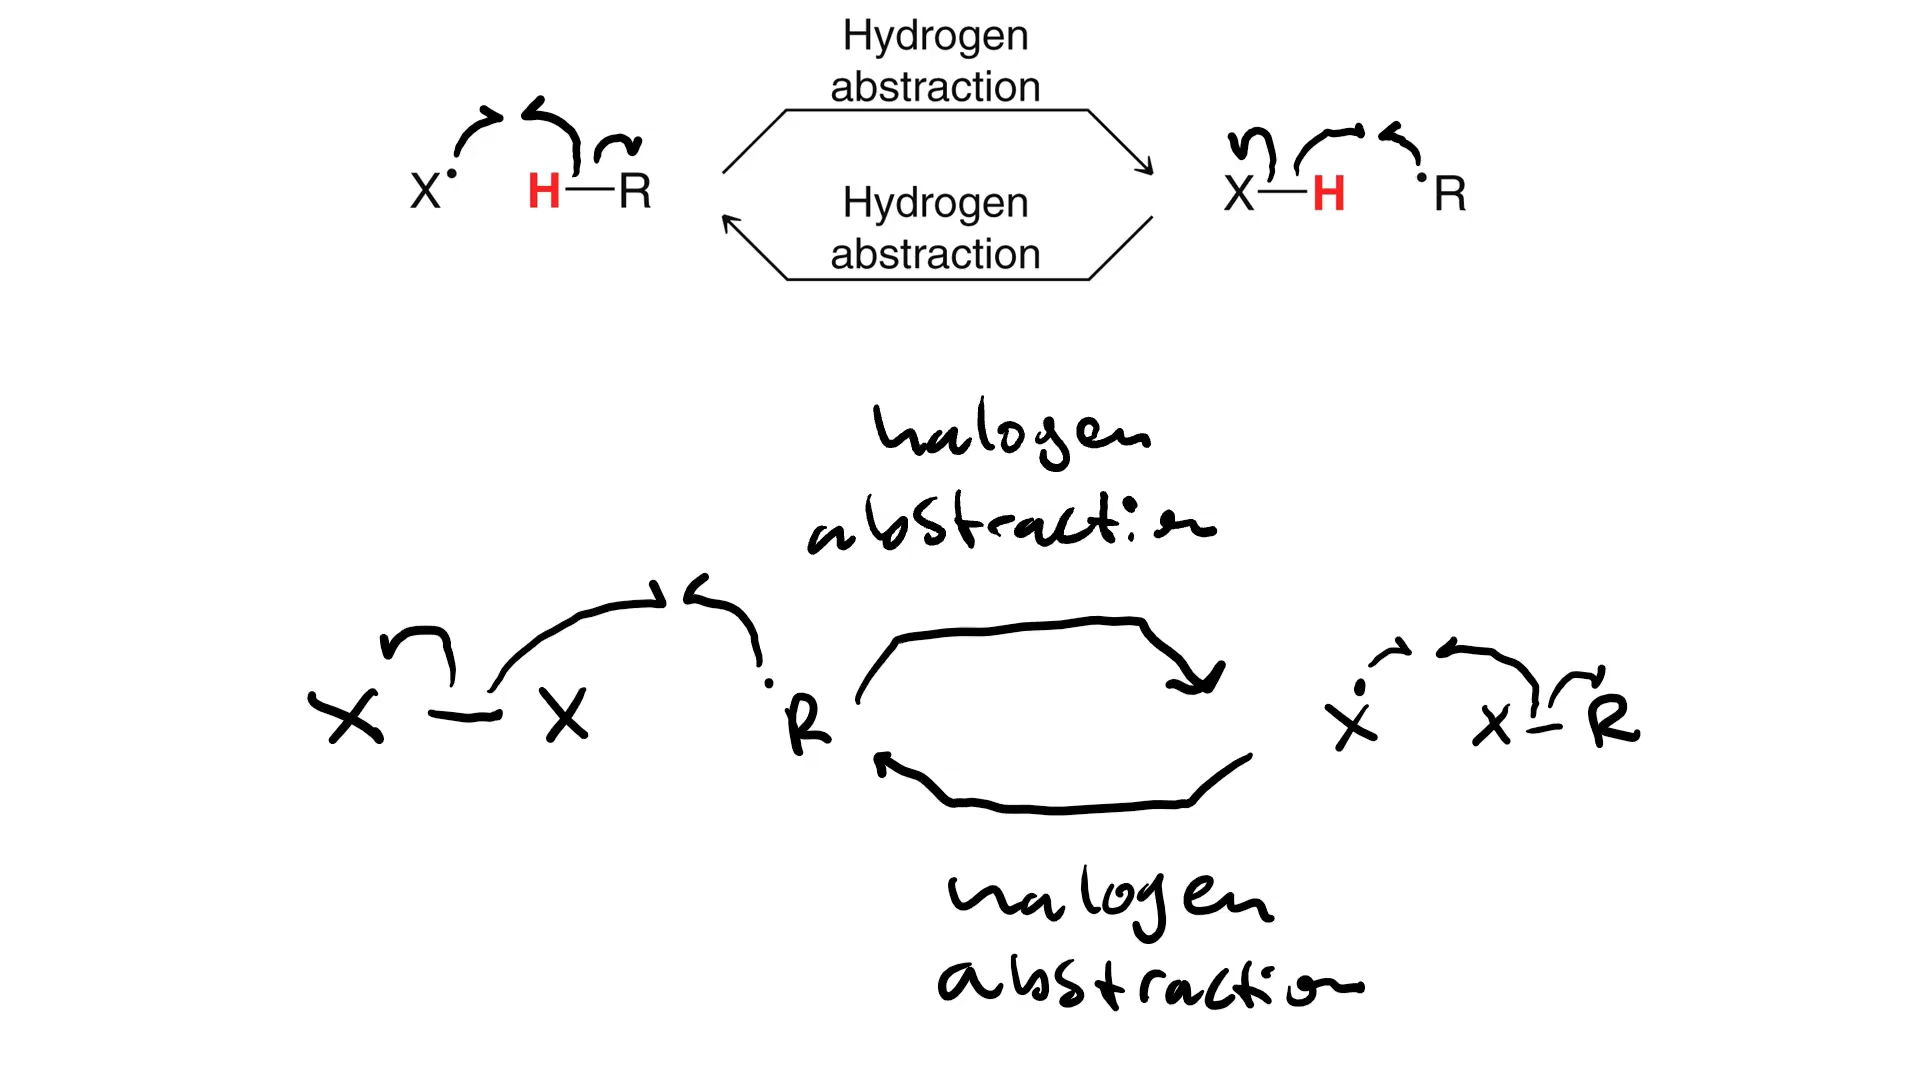 Hydrogen
abstraction
X• H—R
X—H •R
Hydrogen
abstraction
halogen
abstraction
X — X •R
X• X–R
halogen
abstraction